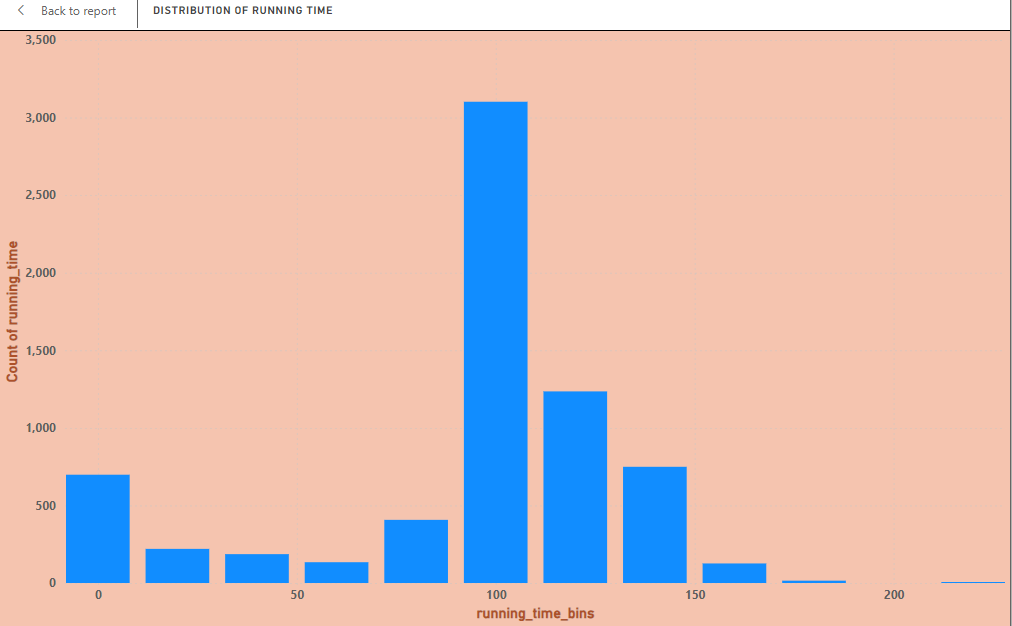 Back to report
DISTRIBUTION OF RUNNING TIME
3,500
3,000
2,500
2,000
1,500
1,000
500
0
Count of running_time
0 50 100 150 200
running_time_bins